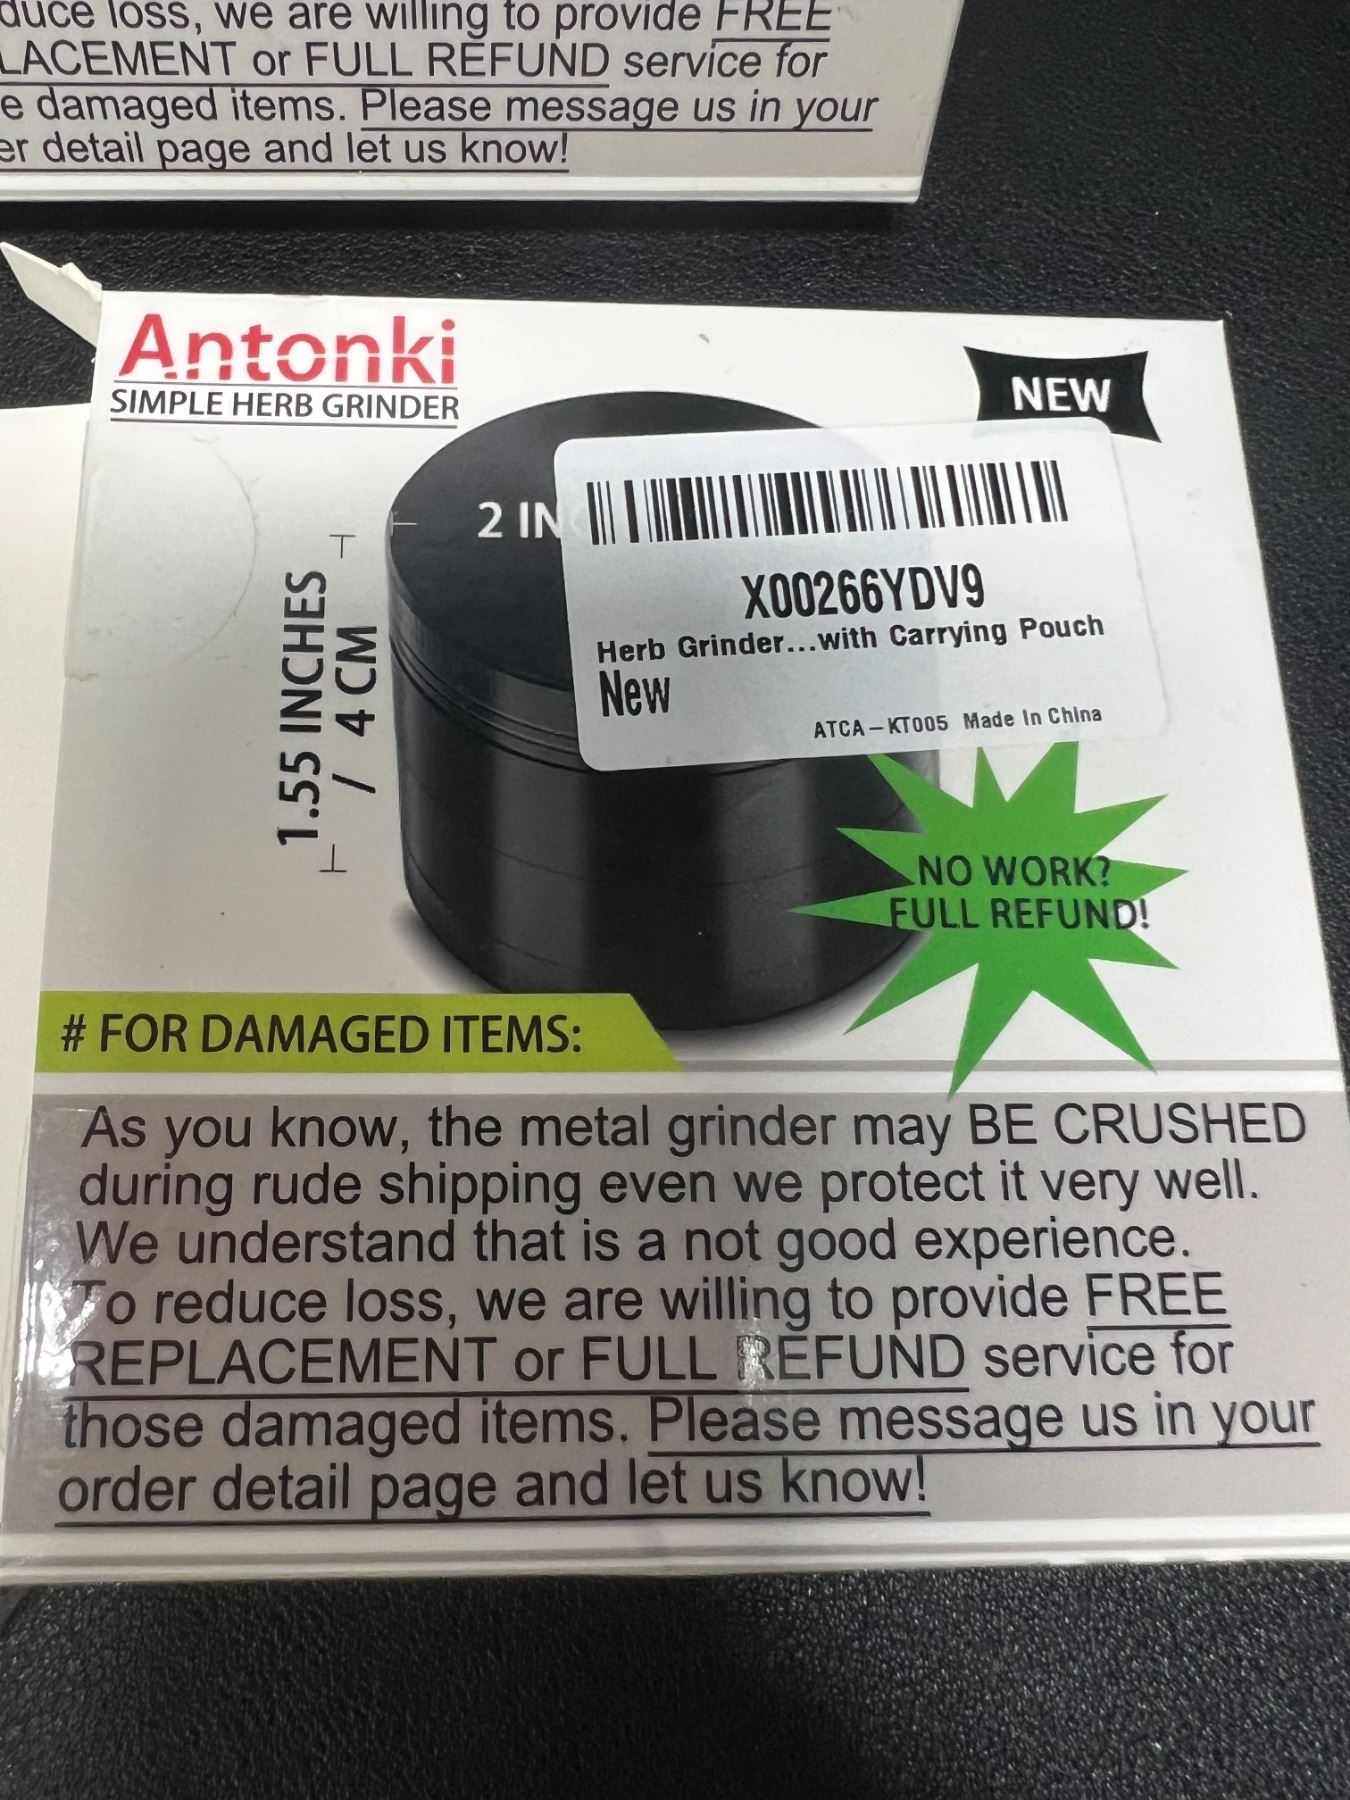 duce loss, we are willing to provide FREE
LACEMENT or FULL REFUND service for
e damaged items. Please message us in your
er detail page and let us know!
Antonki
SIMPLE HERB GRINDER
NEW
2 IN
1.55 INCHES
/ 4 CM
X00266YDV9
Herb Grinder...with Carrying Pouch
New
ATCA-KT005 Made In China
NO WORK?
FULL REFUND!
# FOR DAMAGED ITEMS:
As you know, the metal grinder may BE CRUSHED
during rude shipping even we protect it very well.
We understand that is a not good experience.
To reduce loss, we are willing to provide FREE
REPLACEMENT or FULL REFUND service for
those damaged items. Please message us in your
order detail page and let us know!